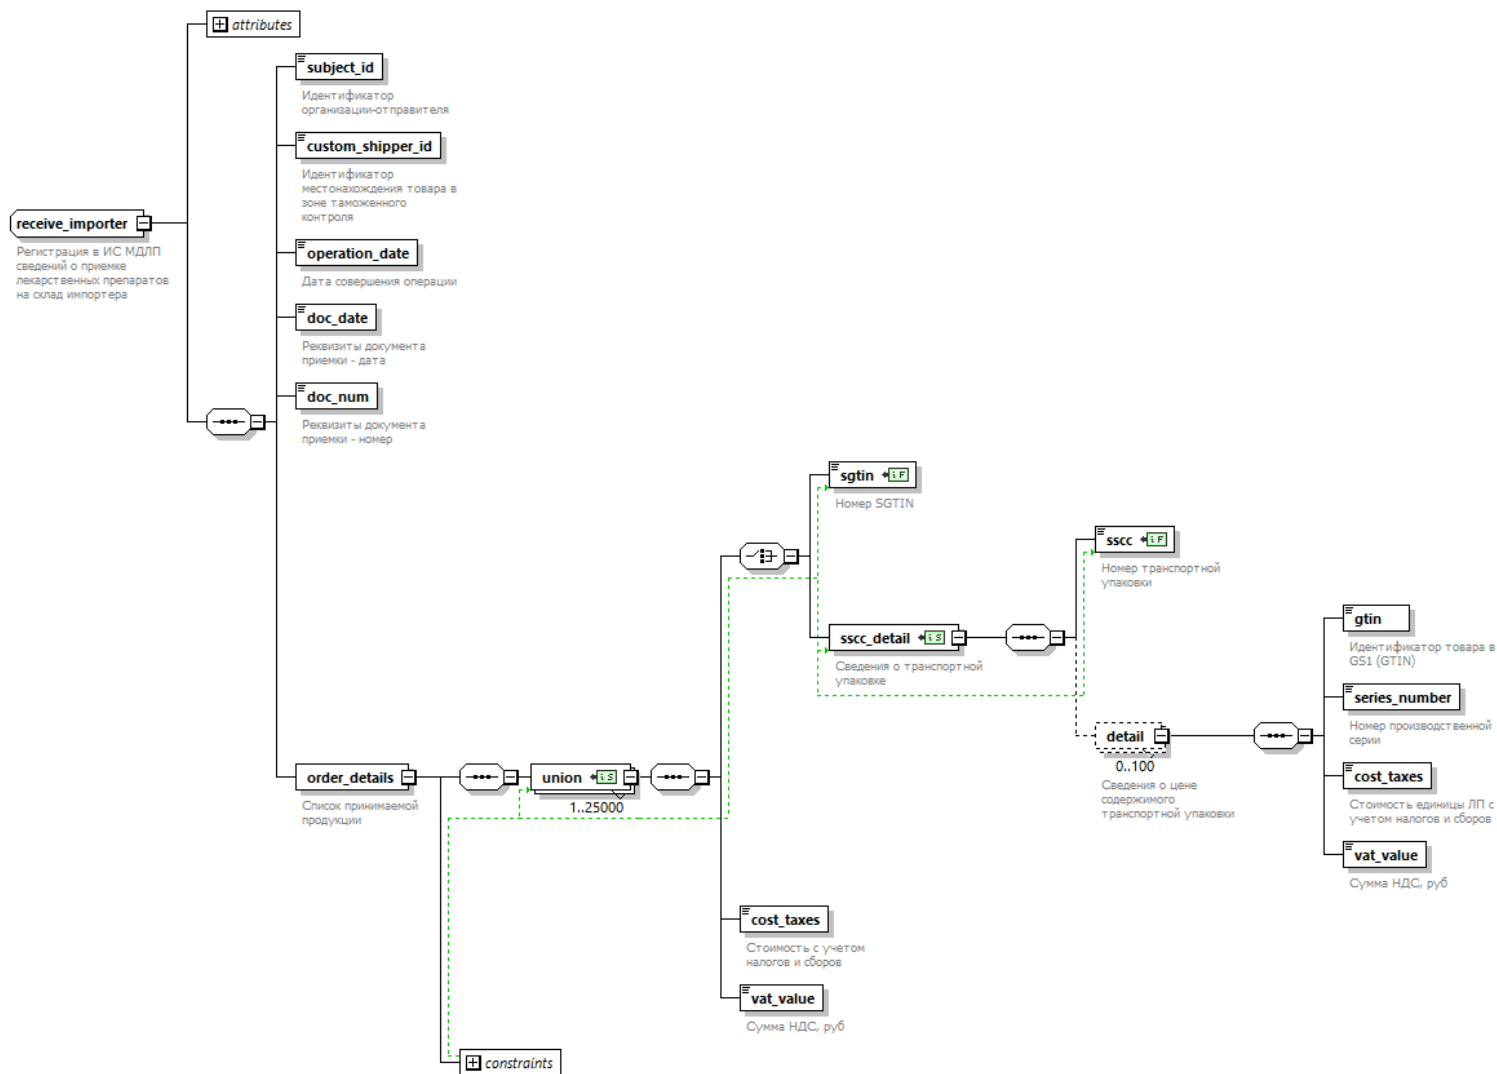 attributes
subject_id
Идентификатор
организации-отправителя
custom_shipper_id
Идентификатор
местонахождения товара в
зоне таможенного
контроля
receive_importer
Регистрация в ИС МДЛП
сведений о приемке
лекарственных препаратов
на склад импортера
operation_date
Дата совершения операции
doc_date
Реквизиты документа
приемки - дата
doc_num
Реквизиты документа
приемки - номер
sgtin iF
Номер SGTIN
sscc iF
Номер транспортной
упаковки
sscc_detail iS
Сведения о транспортной
упаковке
gtin
Идентификатор товара в
GS1 (GTIN)
series_number
Номер производственной
серии
detail
0..100
Сведения о цене
содержимого
транспортной упаковки
cost_taxes
Стоимость единицы ЛП с
учетом налогов и сборов
vat_value
Сумма НДС, руб
order_details
Список принимаемой
продукции
union iS
1..25000
cost_taxes
Стоимость с учетом
налогов и сборов
vat_value
Сумма НДС, руб
constraints